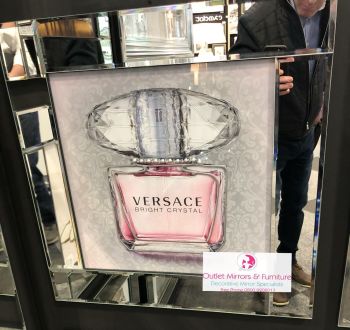 VERSACE
BRIGHT CRYSTAL
Outlet Mirrors & Furniture
Decorative Mirror Specialists